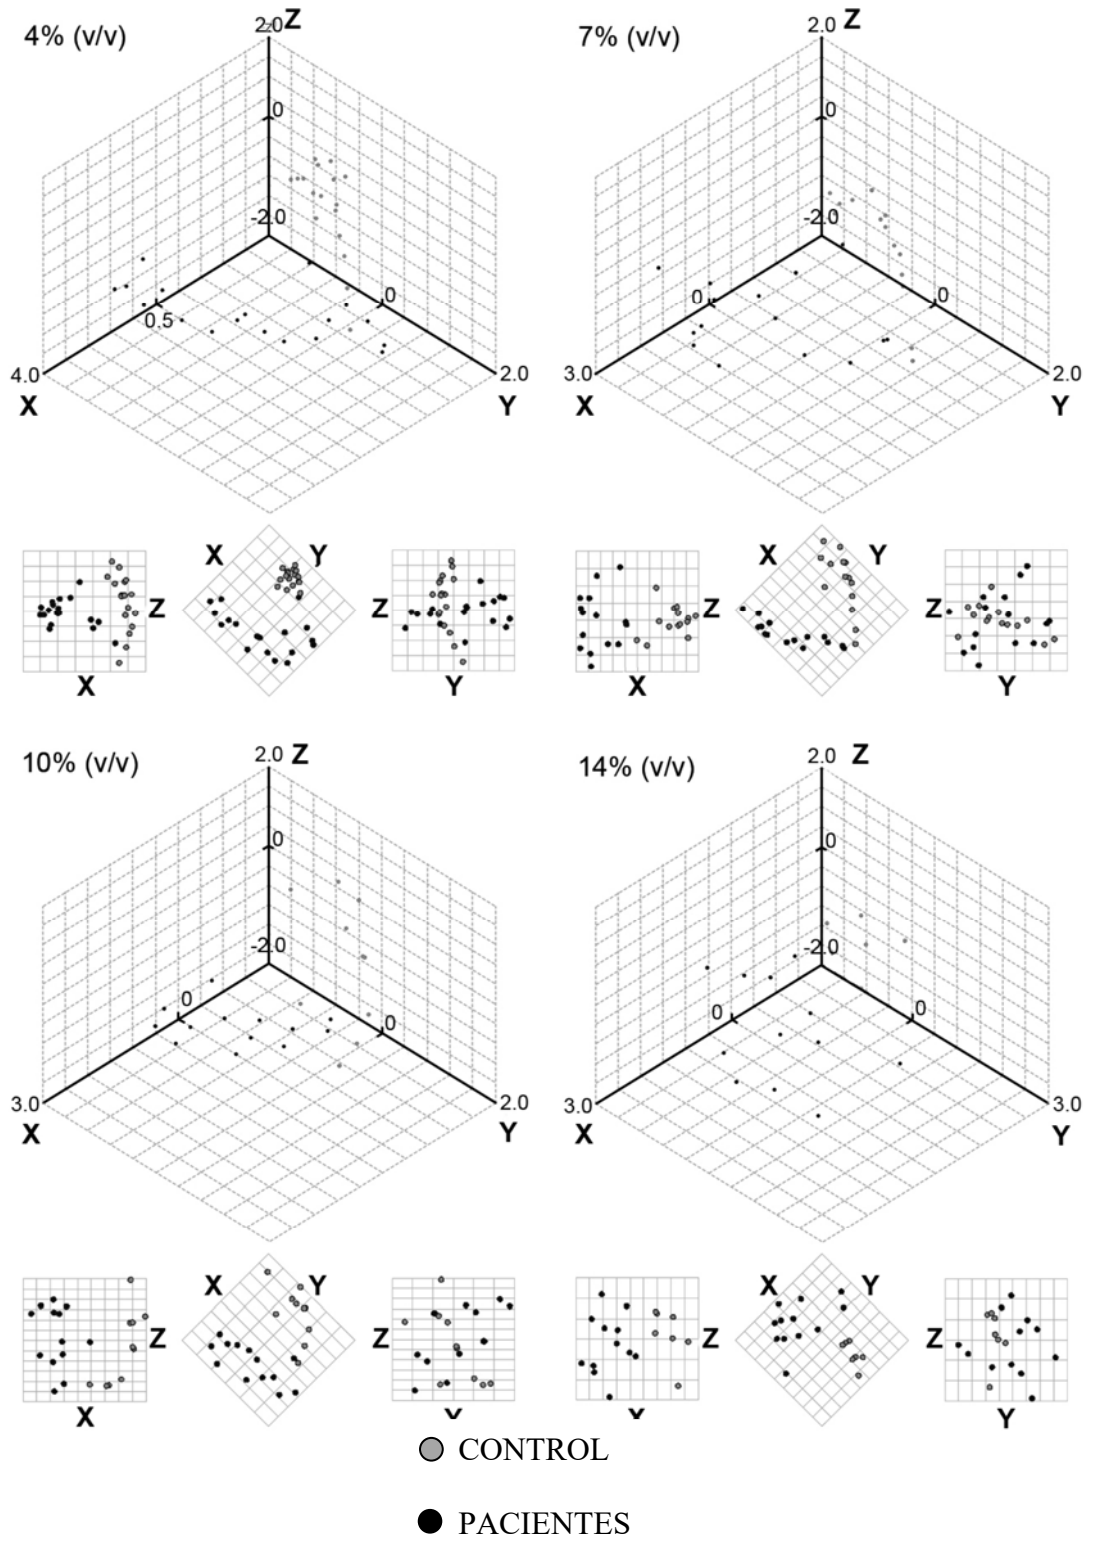 4% (v/v)
2.0 Z
0
-2.0
0.5
0
4.0
2.0
X
Y
7% (v/v)
2.0 Z
0
-2.0
0
0
3.0
2.0
X
Y
X
Y
Z
Z
X
Y
X
Y
Z
Z
X
Y
10% (v/v)
2.0 Z
0
-2.0
0
0
3.0
2.0
X
Y
14% (v/v)
2.0 Z
0
-2.0
0
0
3.0
3.0
X
Y
X
Y
Z
Z
X
Y
X
Y
Z
Z
X
Y
CONTROL
PACIENTES